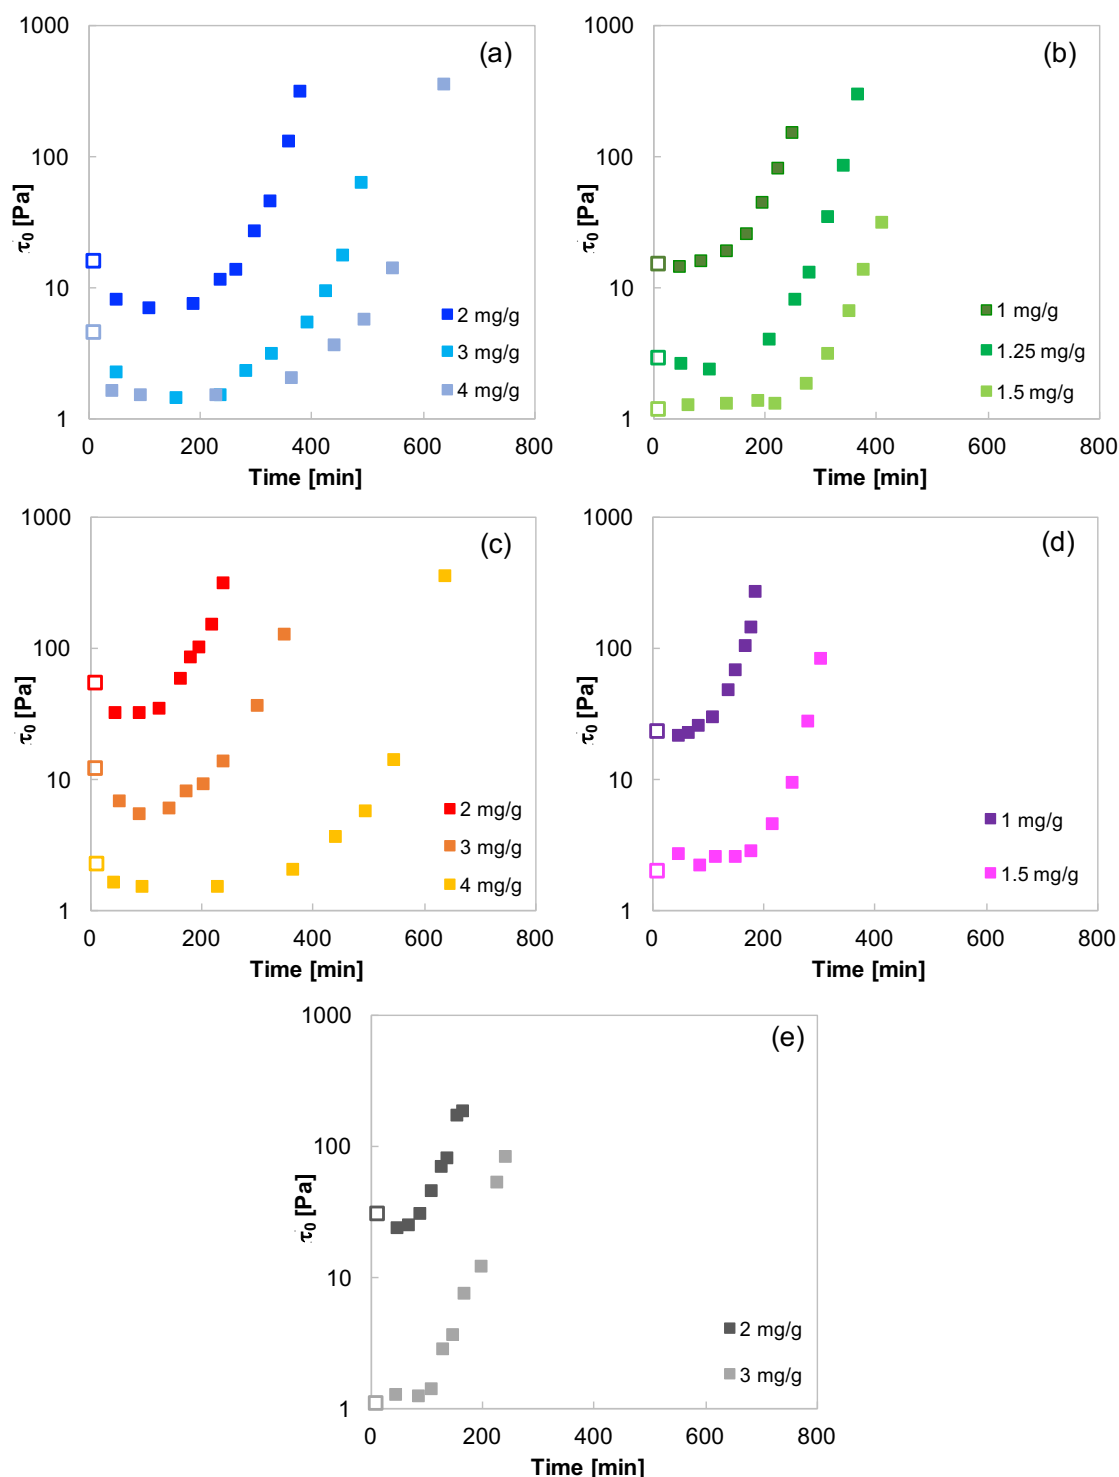 1000
(a)
100
τ0 [Pa]
10
2 mg/g
3 mg/g
4 mg/g
1
0 200 400 600 800
Time [min]
1000
(b)
100
τ0 [Pa]
10
1 mg/g
1.25 mg/g
1.5 mg/g
1
0 200 400 600 800
Time [min]
1000
(c)
100
τ0 [Pa]
10
2 mg/g
3 mg/g
4 mg/g
1
0 200 400 600 800
Time [min]
1000
(d)
100
τ0 [Pa]
10
1 mg/g
1.5 mg/g
1
0 200 400 600 800
Time [min]
1000
(e)
100
τ0 [Pa]
10
2 mg/g
3 mg/g
1
0 200 400 600 800
Time [min]